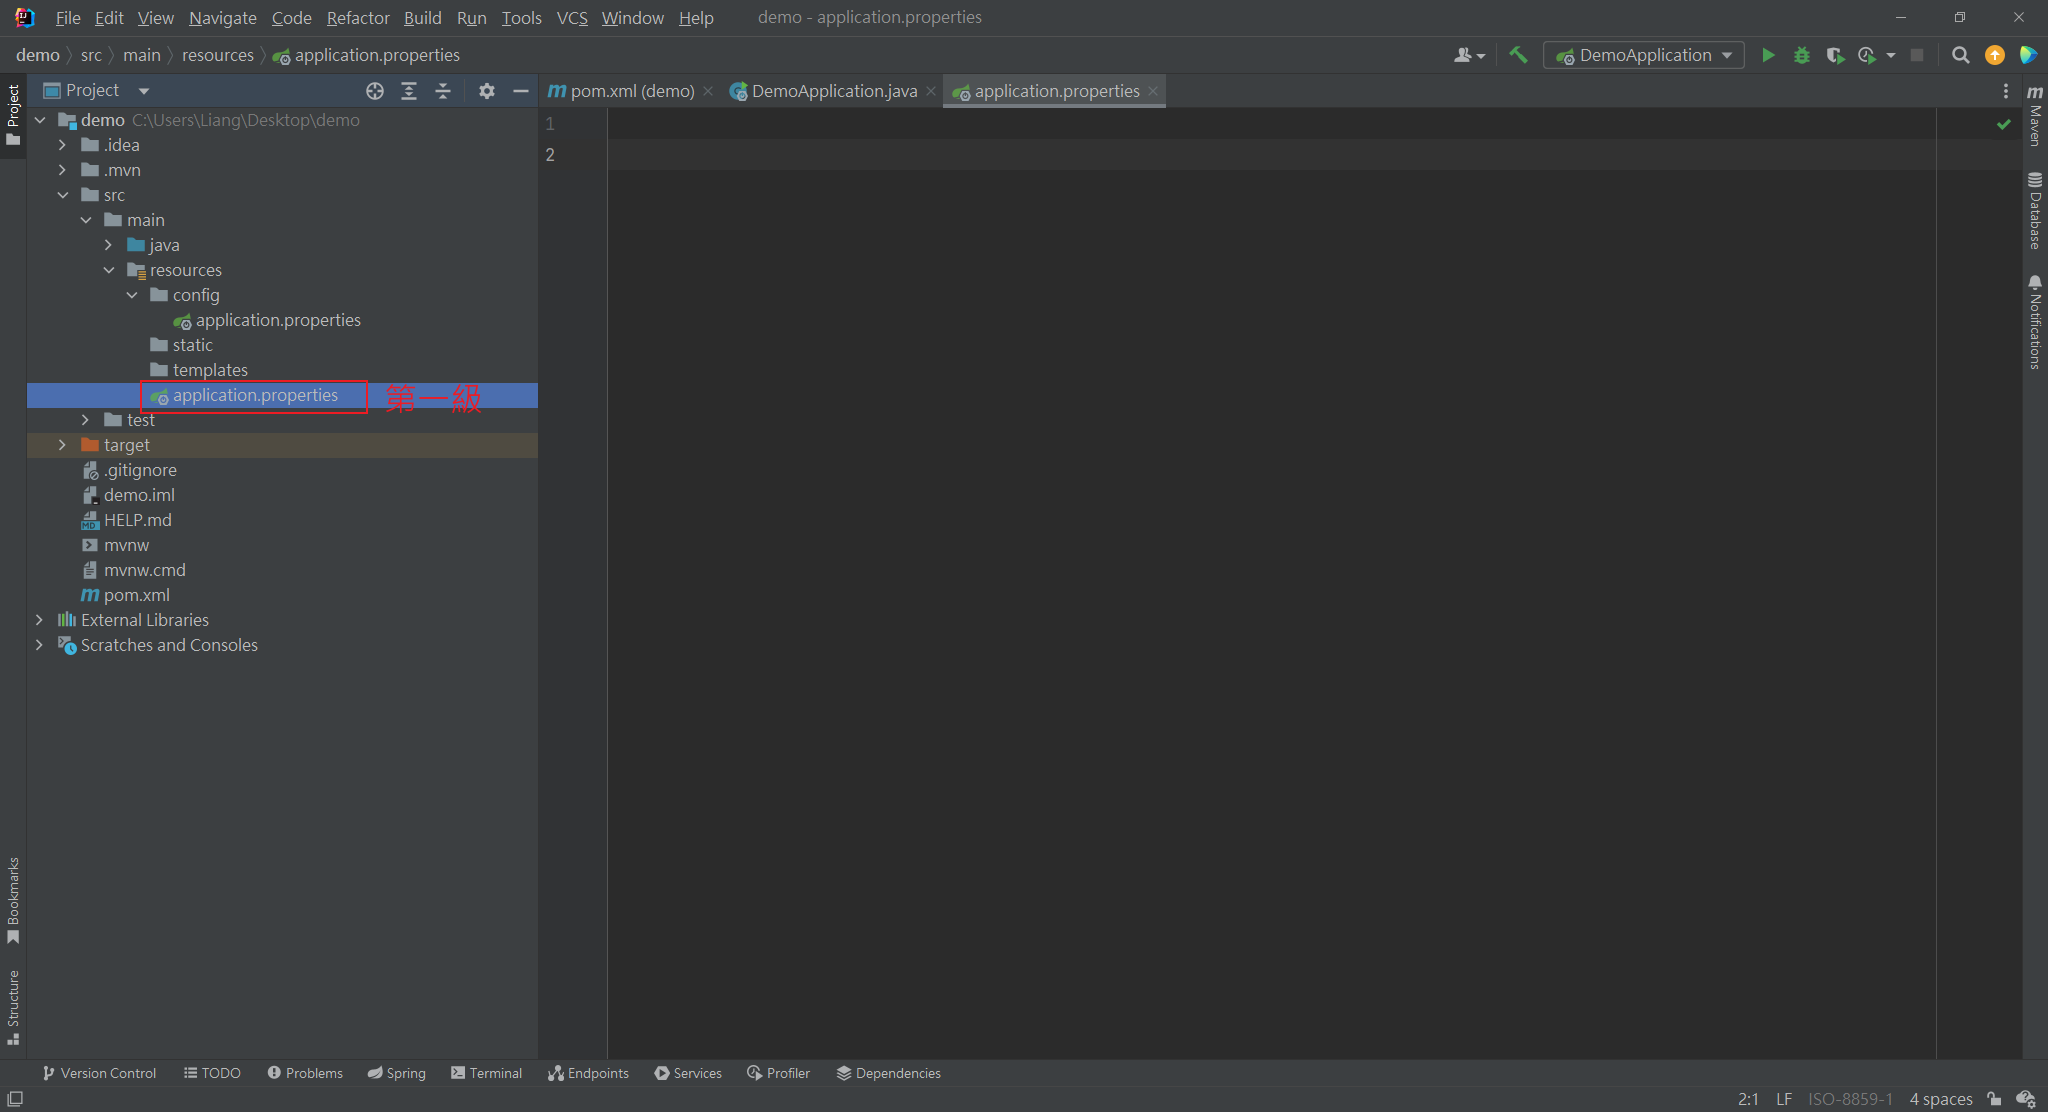 File Edit View Navigate Code Refactor Build Run Tools VCS Window Help demo - application.properties
demo src main resources application.properties DemoApplication
Project
Project
pom.xml (demo) DemoApplication.java application.properties
demo C:\Users\Liang\Desktop\demo
.idea
.mvn
src
main
java
resources
config
application.properties
static
templates
application.properties 第一級
test
target
.gitignore
demo.iml
HELP.md
mvnw
mvnw.cmd
pom.xml
External Libraries
Scratches and Consoles
1
2
Maven
Database
Notifications
Bookmarks
Structure
Version Control TODO Problems Spring Terminal Endpoints Services Profiler Dependencies
2:1 LF ISO-8859-1 4 spaces